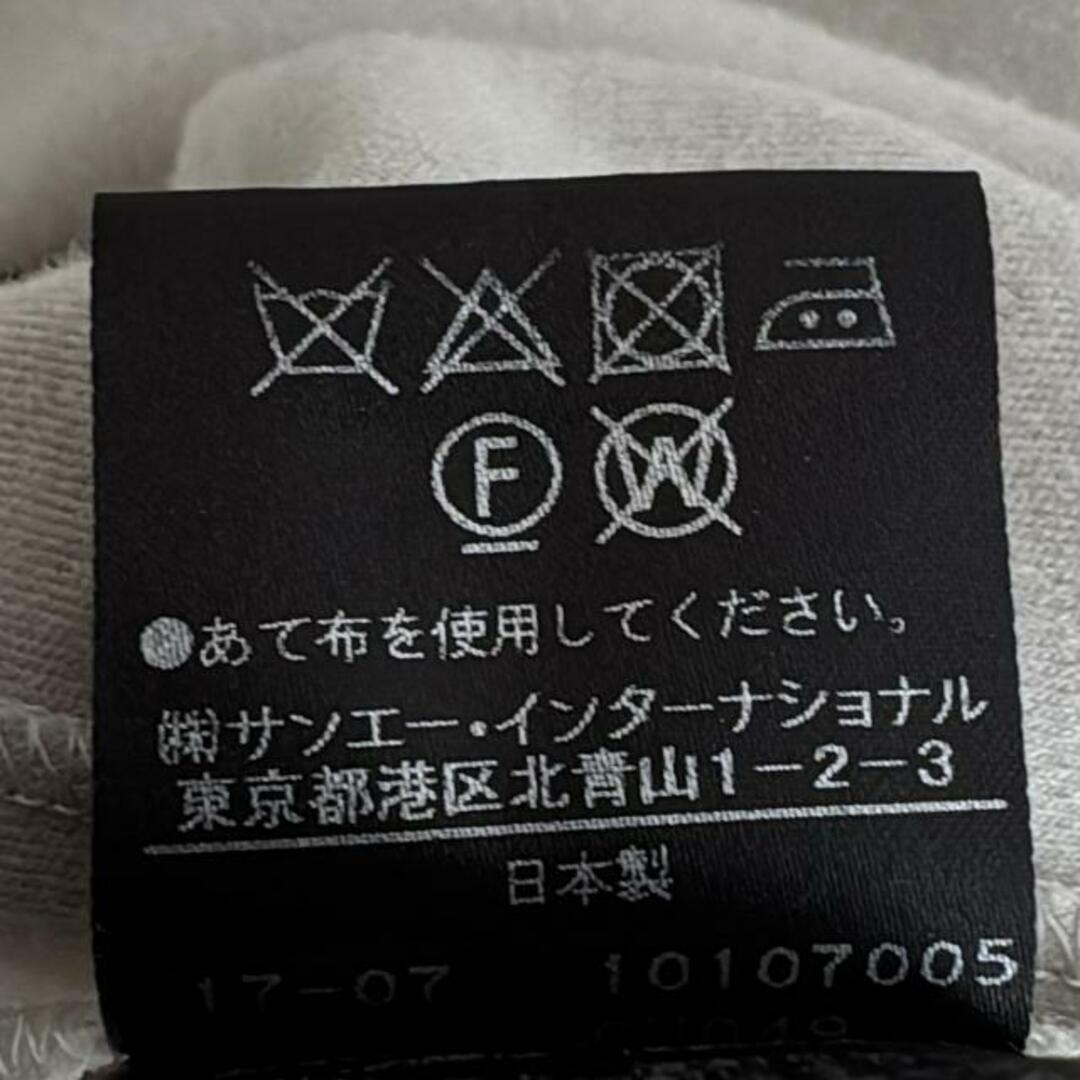 F W
●あて布を使用してください。
㈱サンエー・インターナショナル
東京都港区北青山1-2-3
日本製
17-07 10107005